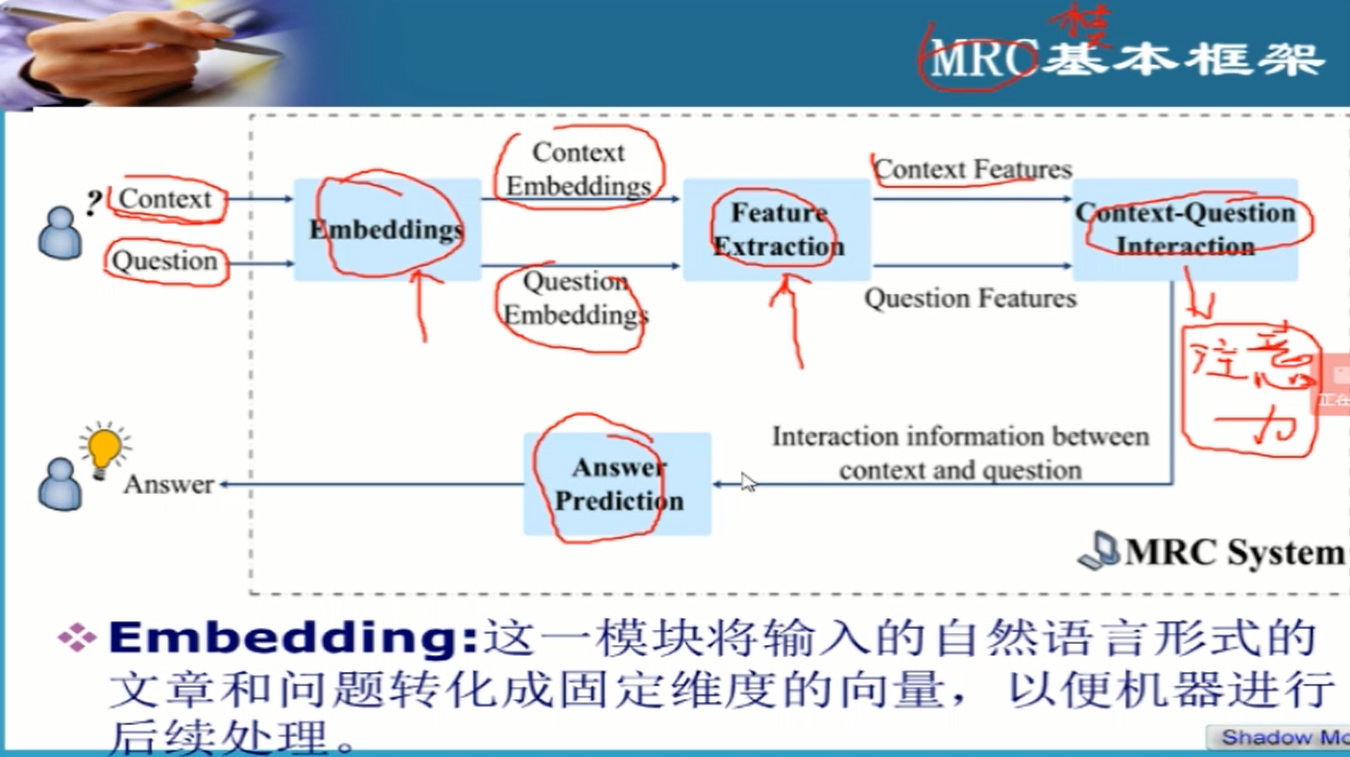 模
MRC基本框架
Context
Embeddings
Context Features
?
Context
Feature
Extraction
Context-Question
Interaction
Embeddings
Question
Question
Embeddings
Question Features
注意
力
正在
Interaction information between
context and question
Answer
Prediction
Answer
MRC System
Embedding:这一模块将输入的自然语言形式的
文章和问题转化成固定维度的向量，以便机器进行
后续处理。
Shadow Mo